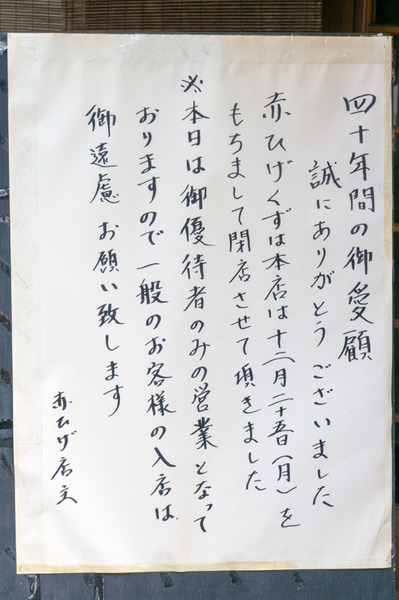 四十年間の御愛顧
誠にありがとうございました
赤ひげくずは本店は十二月二十五日(月)を
もちまして閉店させて頂きました
※本日は御優待者のみの営業となって
おりますので一般のお客様の入店は
御遠慮お願い致します
赤ひげ店主